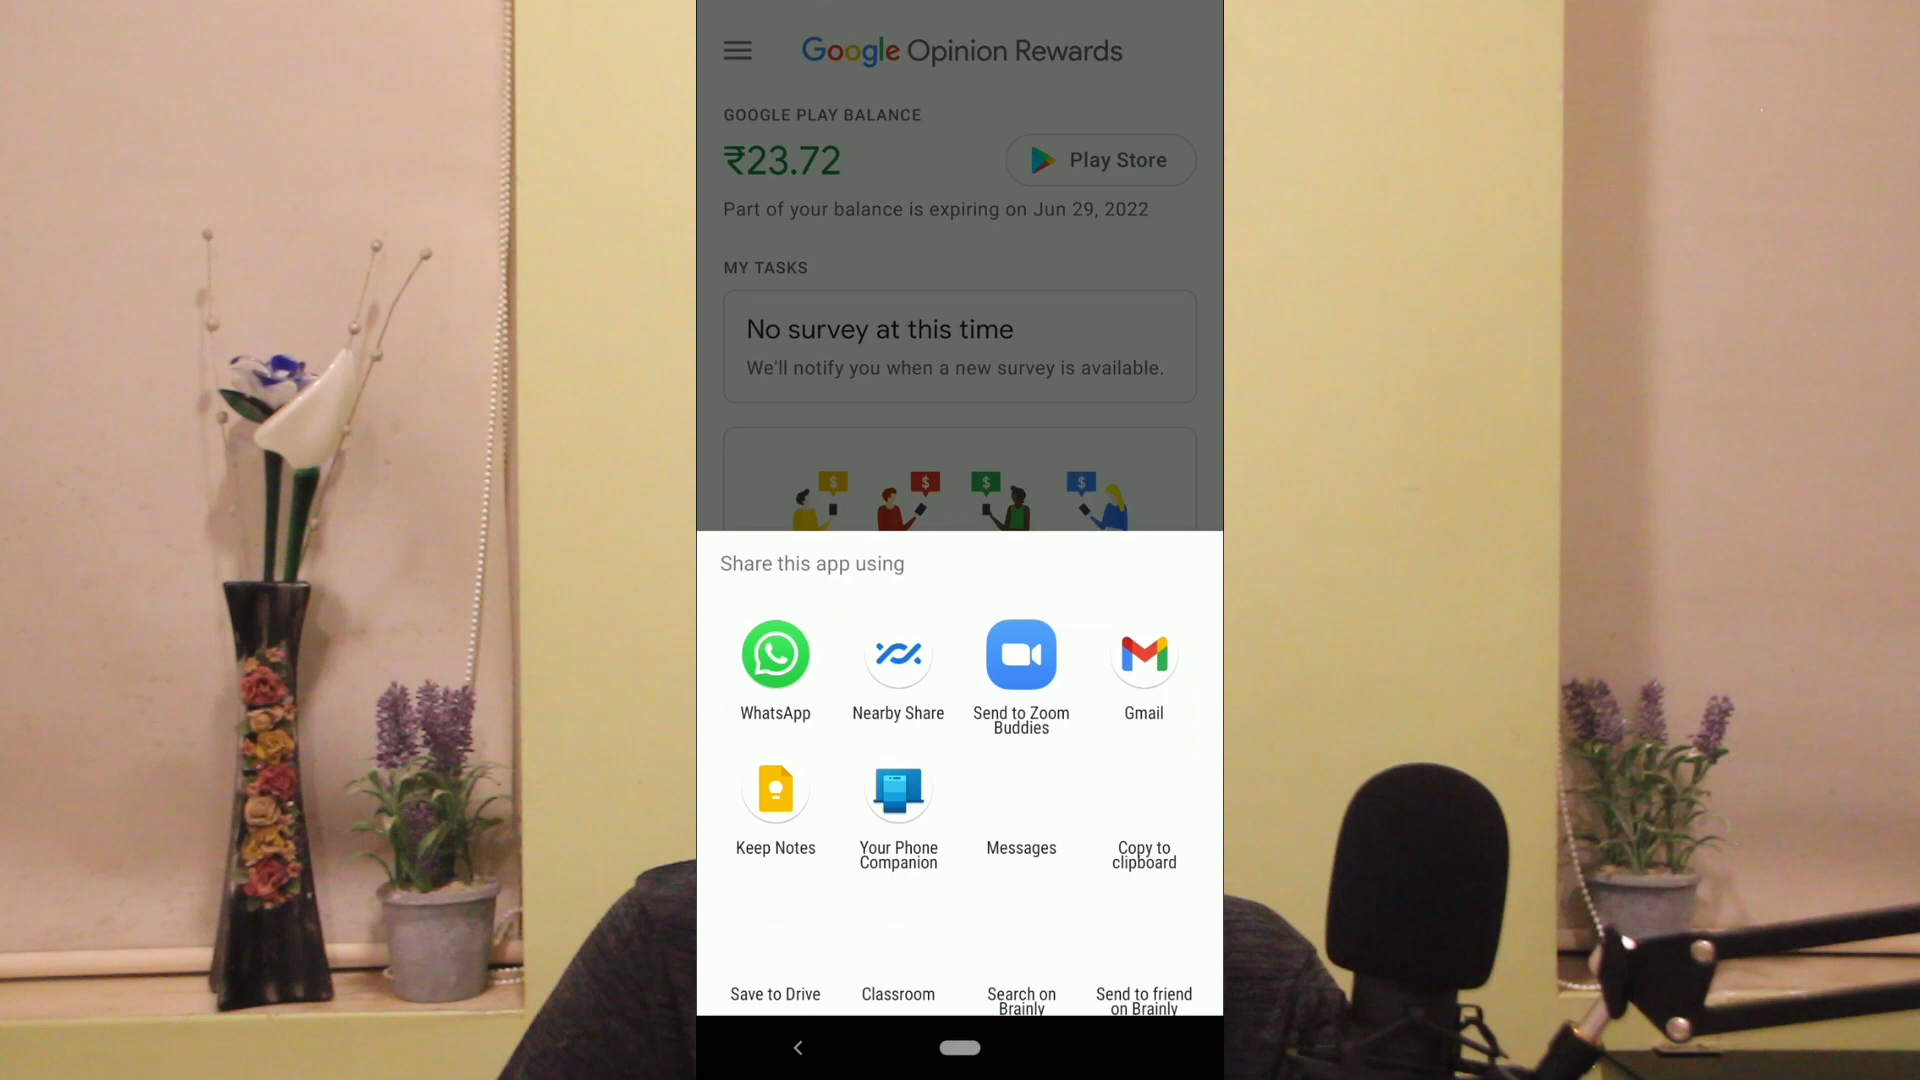 Google Opinion Rewards
GOOGLE PLAY BALANCE
₹23.72
Play Store
Part of your balance is expiring on Jun 29, 2022
MY TASKS
No survey at this time
We'll notify you when a new survey is available.
$ $ $ $
Share this app using
WhatsApp
Nearby Share
Send to Zoom
Buddies
Gmail
Keep Notes
Your Phone
Companion
Messages
Copy to
clipboard
Save to Drive
Classroom
Search on
Brainly
Send to friend
on Brainly